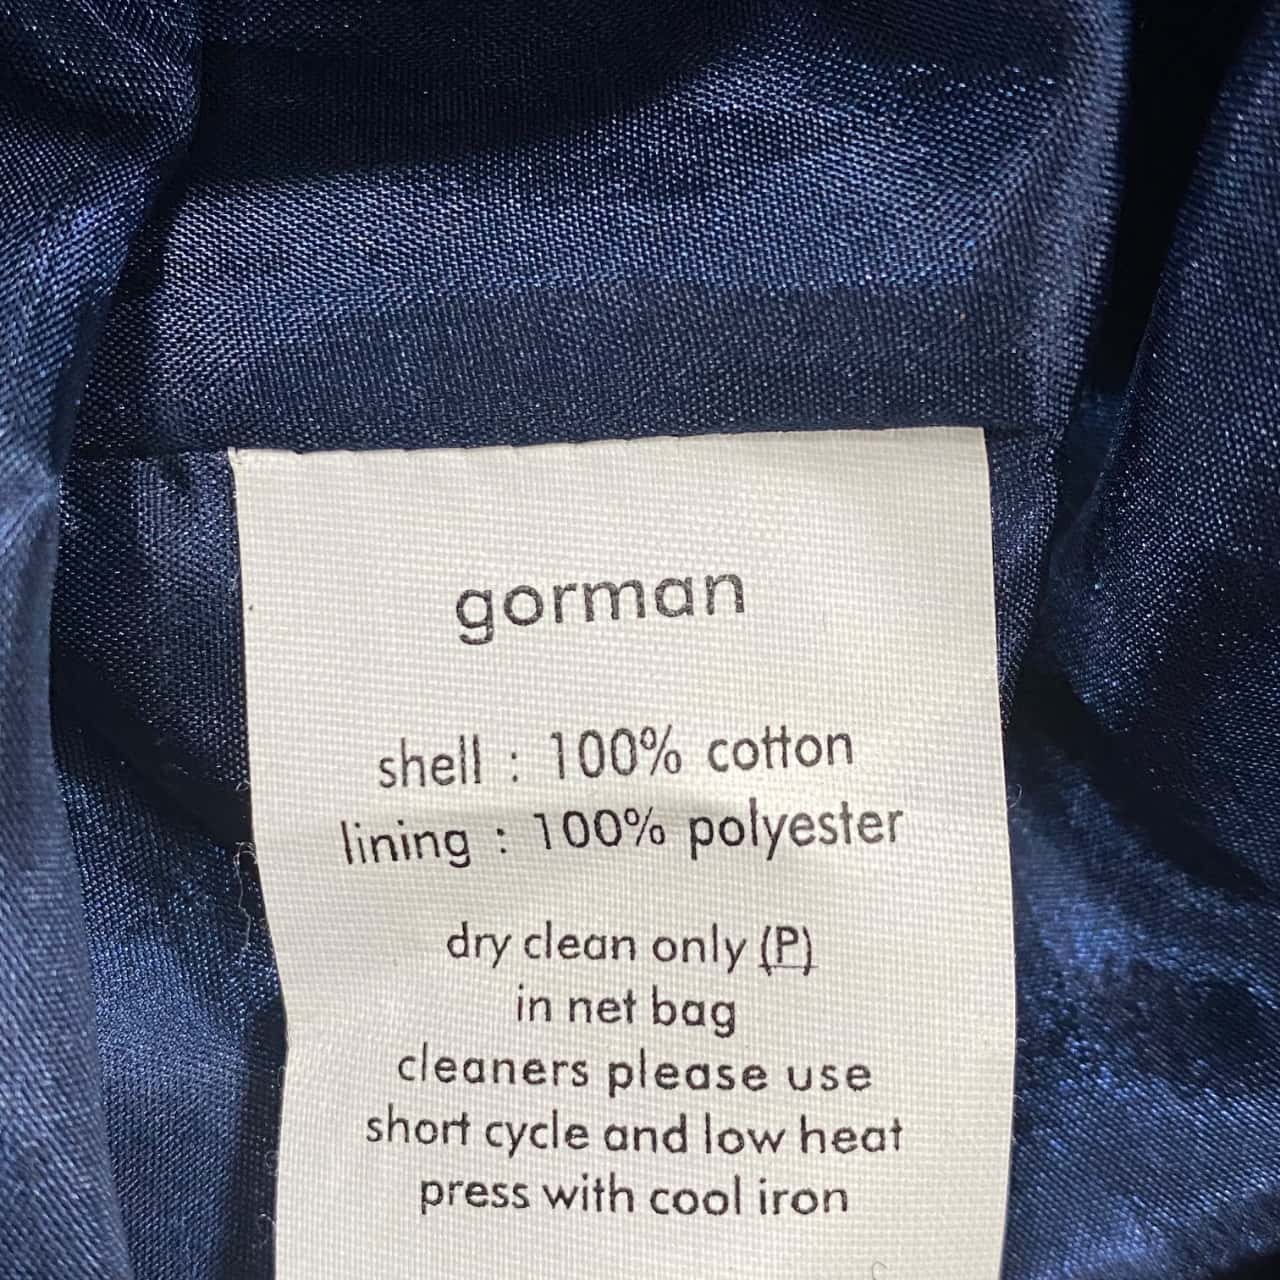 gorman
shell : 100% cotton
lining : 100% polyester
dry clean only (P)
in net bag
cleaners please use
short cycle and low heat
press with cool iron